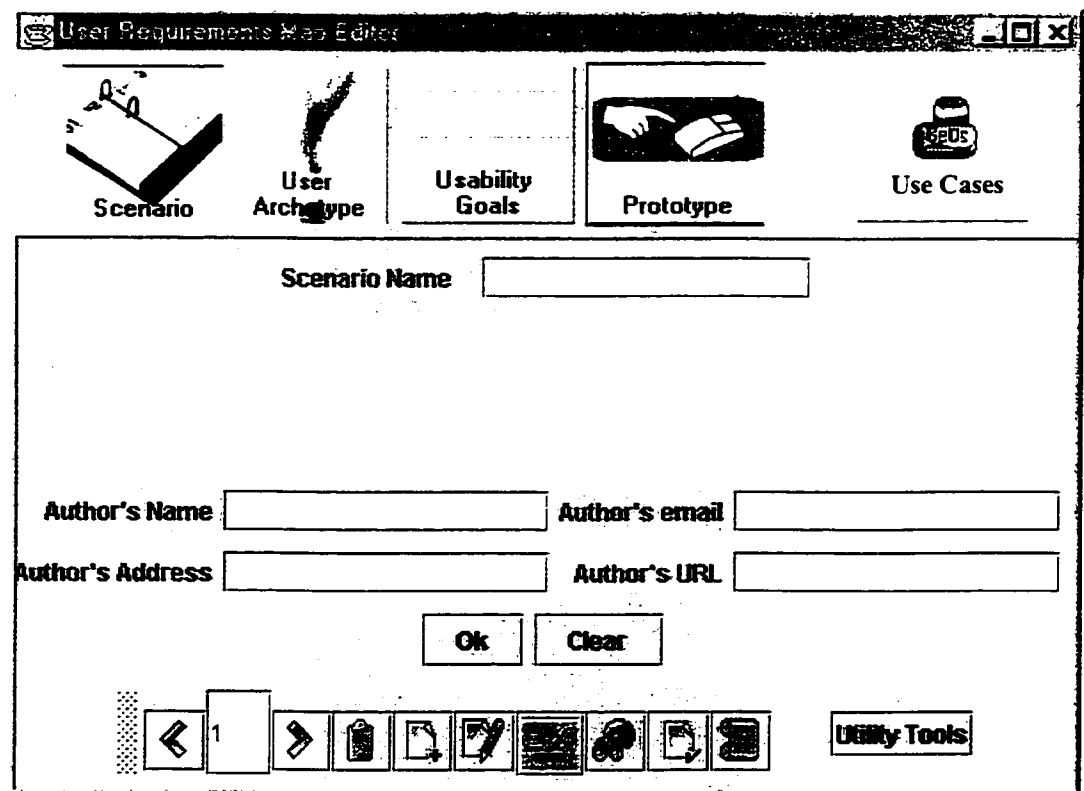 User Requirements Map Editor
Scenario
User
Archetype
Usability
Goals
Prototype
Use Cases
Scenario Name
Author's Name
Author's email
Author's Address
Author's URL
Ok
Clear
1
Utility Tools